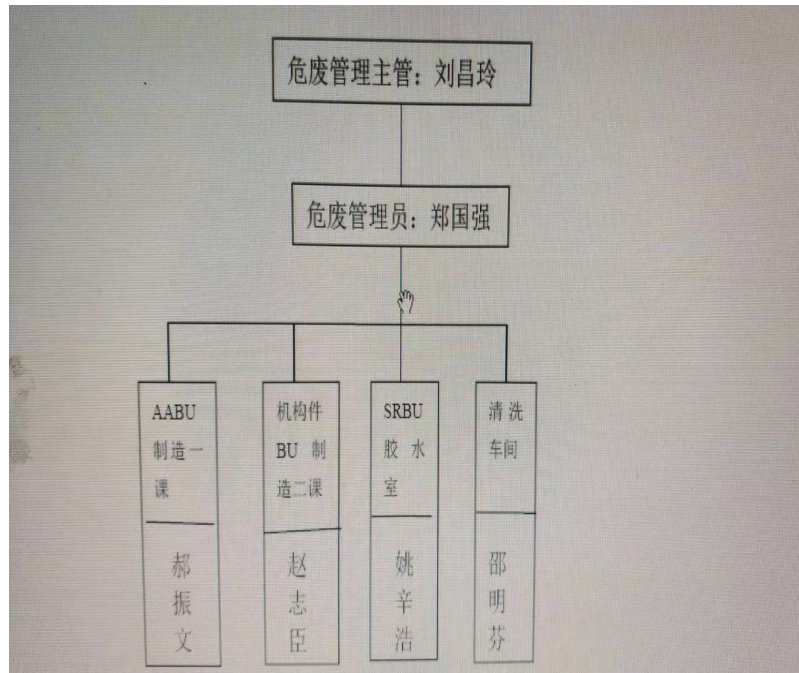 危废管理主管：刘昌玲
危废管理员：郑国强
AABU
制造一
课
郝
振
文
机构件
BU 制
造二课
赵
志
臣
SRBU
胶 水
室
姚
辛
浩
清 洗
车间
邵
明
芬